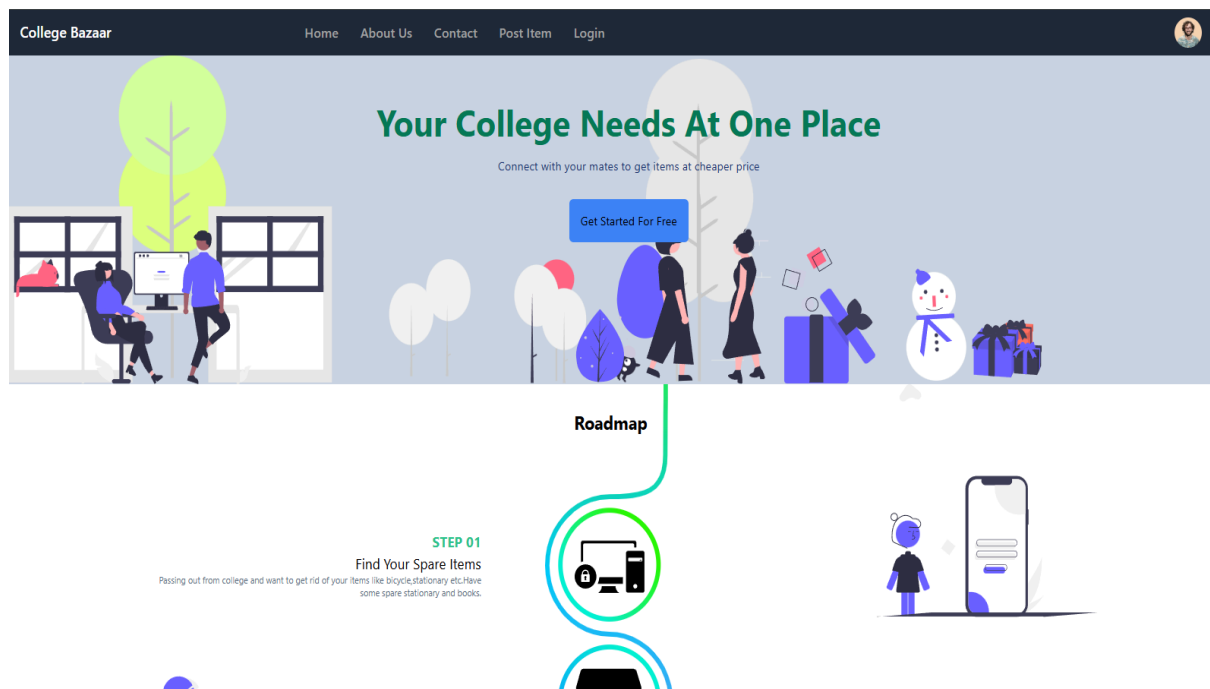 College Bazaar
Home
About Us
Contact
Post Item
Login
Your College Needs At One Place
Connect with your mates to get items at cheaper price
Get Started For Free
Roadmap
STEP 01
Find Your Spare Items
Passing out from college and want to get rid of your items like bicycle,stationary etc.Have
some spare stationary and books.